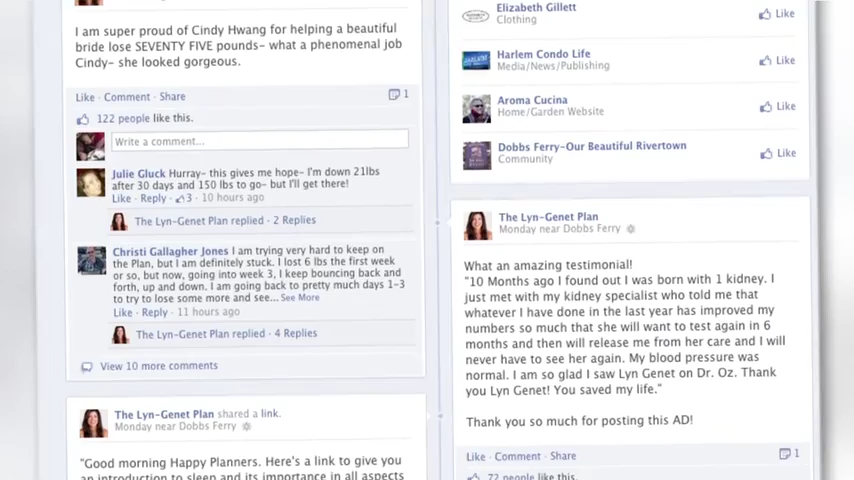 I am super proud of Cindy Hwang for helping a beautiful
bride lose SEVENTY FIVE pounds- what a phenomenal job
Cindy- she looked gorgeous.
Like · Comment · Share
1
122 people like this.
Write a comment...
Julie Gluck Hurray- this gives me hope- I'm down 21lbs
after 30 days and 150 lbs to go- but I'll get there!
Like · Reply · 3 · 10 hours ago
The Lyn-Genet Plan replied · 2 Replies
Christi Gallagher Jones I am trying very hard to keep on
the Plan, but I am definitely stuck. I lost 6 lbs the first week
or so, but now, going into week 3, I keep bouncing back and
forth, up and down. I am going back to pretty much days 1-3
to try to lose some more and see... See More
Like · Reply · 11 hours ago
The Lyn-Genet Plan replied · 4 Replies
View 10 more comments
The Lyn-Genet Plan shared a link.
Monday near Dobbs Ferry
"Good morning Happy Planners. Here's a link to give you
an introduction to sleep and its importance in all aspects
Elizabeth Gillett
Clothing
Like
Harlem Condo Life
Media/News/Publishing
Like
Aroma Cucina
Home/Garden Website
Like
Dobbs Ferry-Our Beautiful Rivertown
Community
Like
The Lyn-Genet Plan
Monday near Dobbs Ferry
What an amazing testimonial!
"10 Months ago I found out I was born with 1 kidney. I
just met with my kidney specialist who told me that
whatever I have done in the last year has improved my
numbers so much that she will want to test again in 6
months and then will release me from her care and I will
never have to see her again. My blood pressure was
normal. I am so glad I saw Lyn Genet on Dr. Oz. Thank
you Lyn Genet! You saved my life."
Thank you so much for posting this AD!
Like · Comment · Share
1
72 people like this.